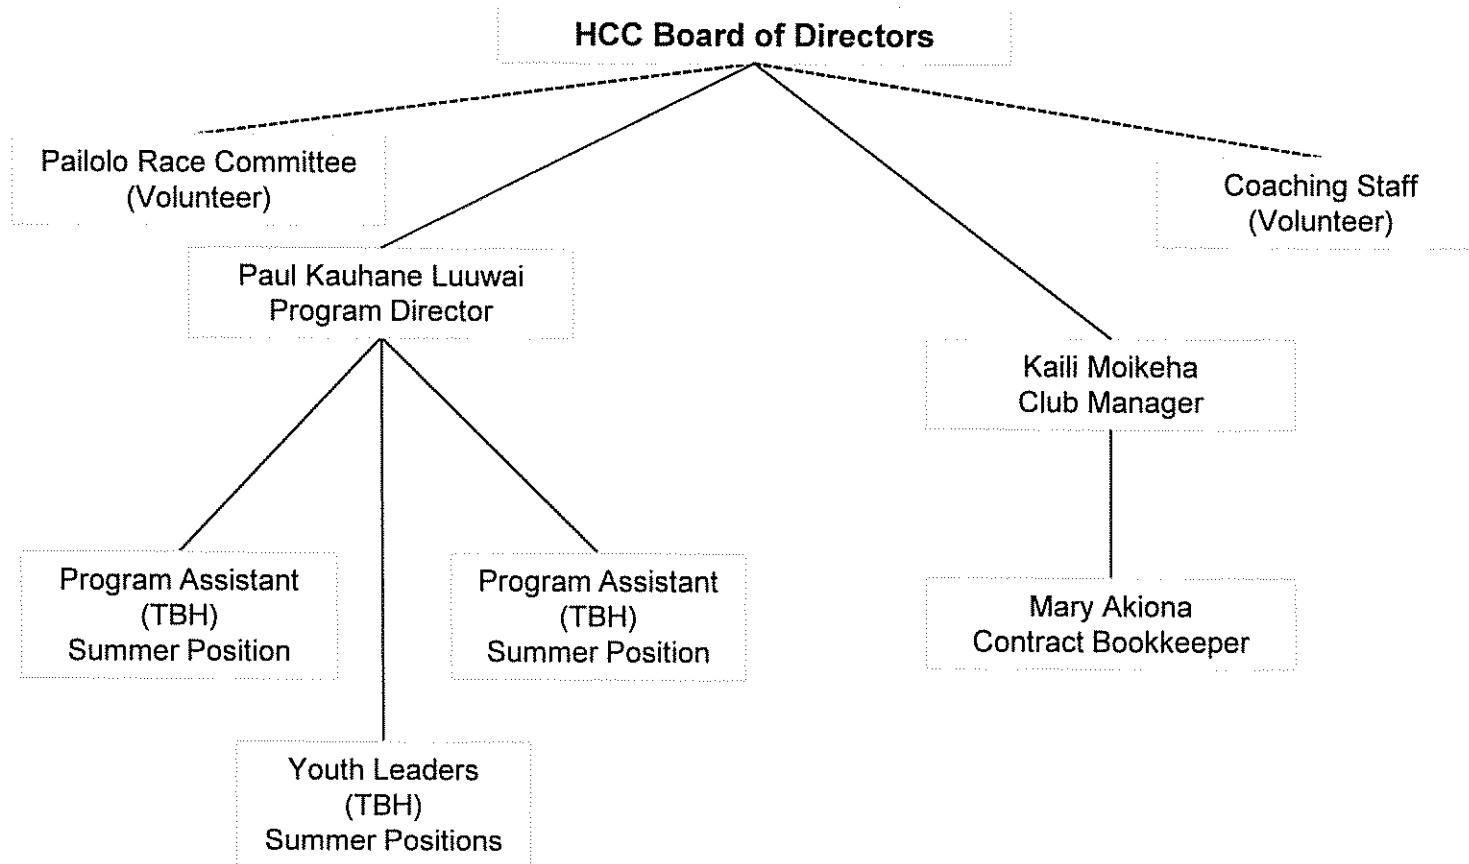 HCC Board of Directors
Pailolo Race Committee
(Volunteer)
Coaching Staff
(Volunteer)
Paul Kauhane Luuwai
Program Director
Kaili Moikeha
Club Manager
Program Assistant
(TBH)
Summer Position
Program Assistant
(TBH)
Summer Position
Mary Akiona
Contract Bookkeeper
Youth Leaders
(TBH)
Summer Positions